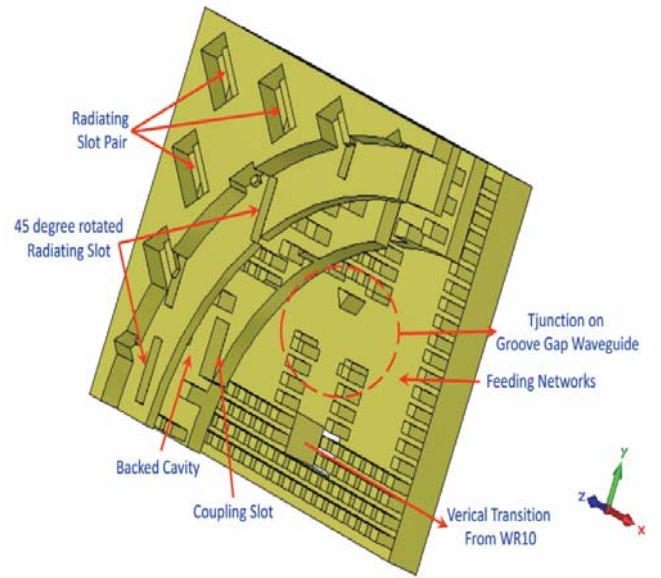 Radiating
Slot Pair
45 degree rotated
Radiating Slot
Tjunction on
Groove Gap Waveguide
Feeding Networks
Backed Cavity
Coupling Slot
Verical Transition
From WR10
y
z
x